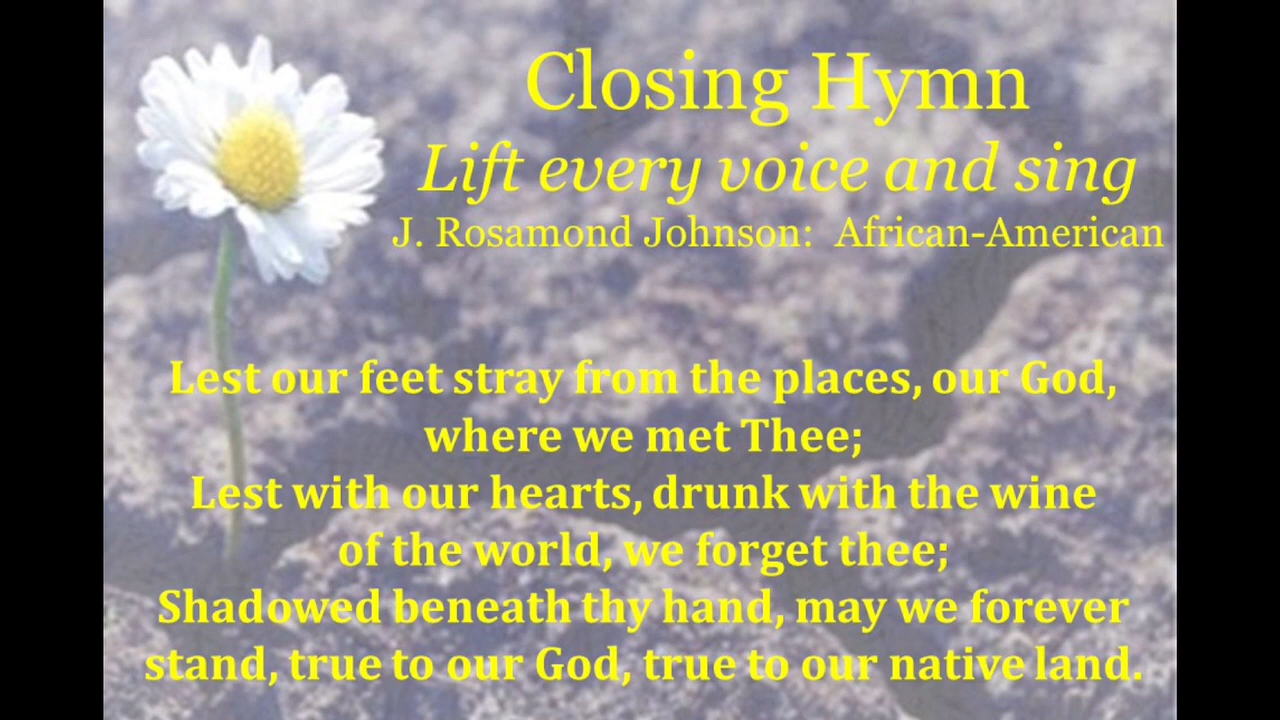 Closing Hymn
Lift every voice and sing
J. Rosamond Johnson:  African-American
Lest our feet stray from the places, our God,
where we met Thee;
Lest with our hearts, drunk with the wine
of the world, we forget thee;
Shadowed beneath thy hand, may we forever
stand, true to our God, true to our native land.